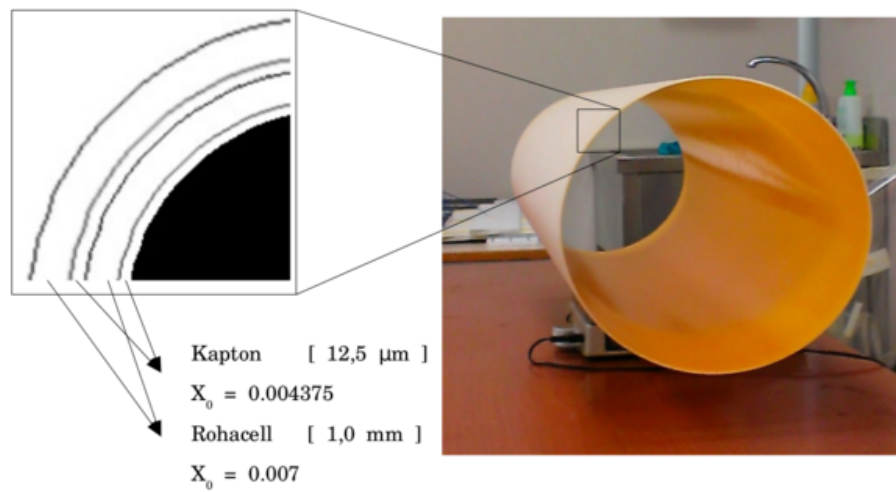 Kapton [ 12,5 μm ]
X₀ = 0.004375
Rohacell [ 1,0 mm ]
X₀ = 0.007